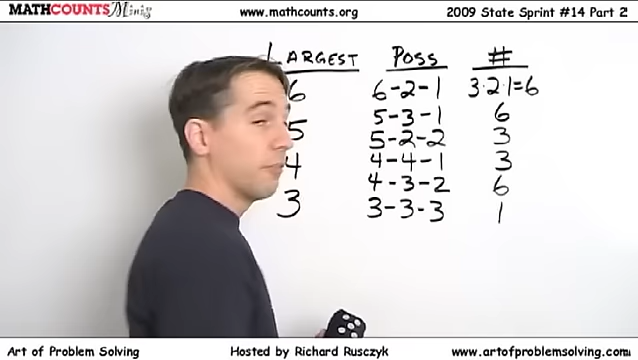 MATHCOUNTS Minis www.mathcounts.org 2009 State Sprint #14 Part 2
LARGEST POSS #
6 6-2-1 3·2·1=6
5-3-1 6
5 5-2-2 3
4 4-4-1 3
4-3-2 6
3 3-3-3 1
Art of Problem Solving Hosted by Richard Rusczyk www.artofproblemsolving.com